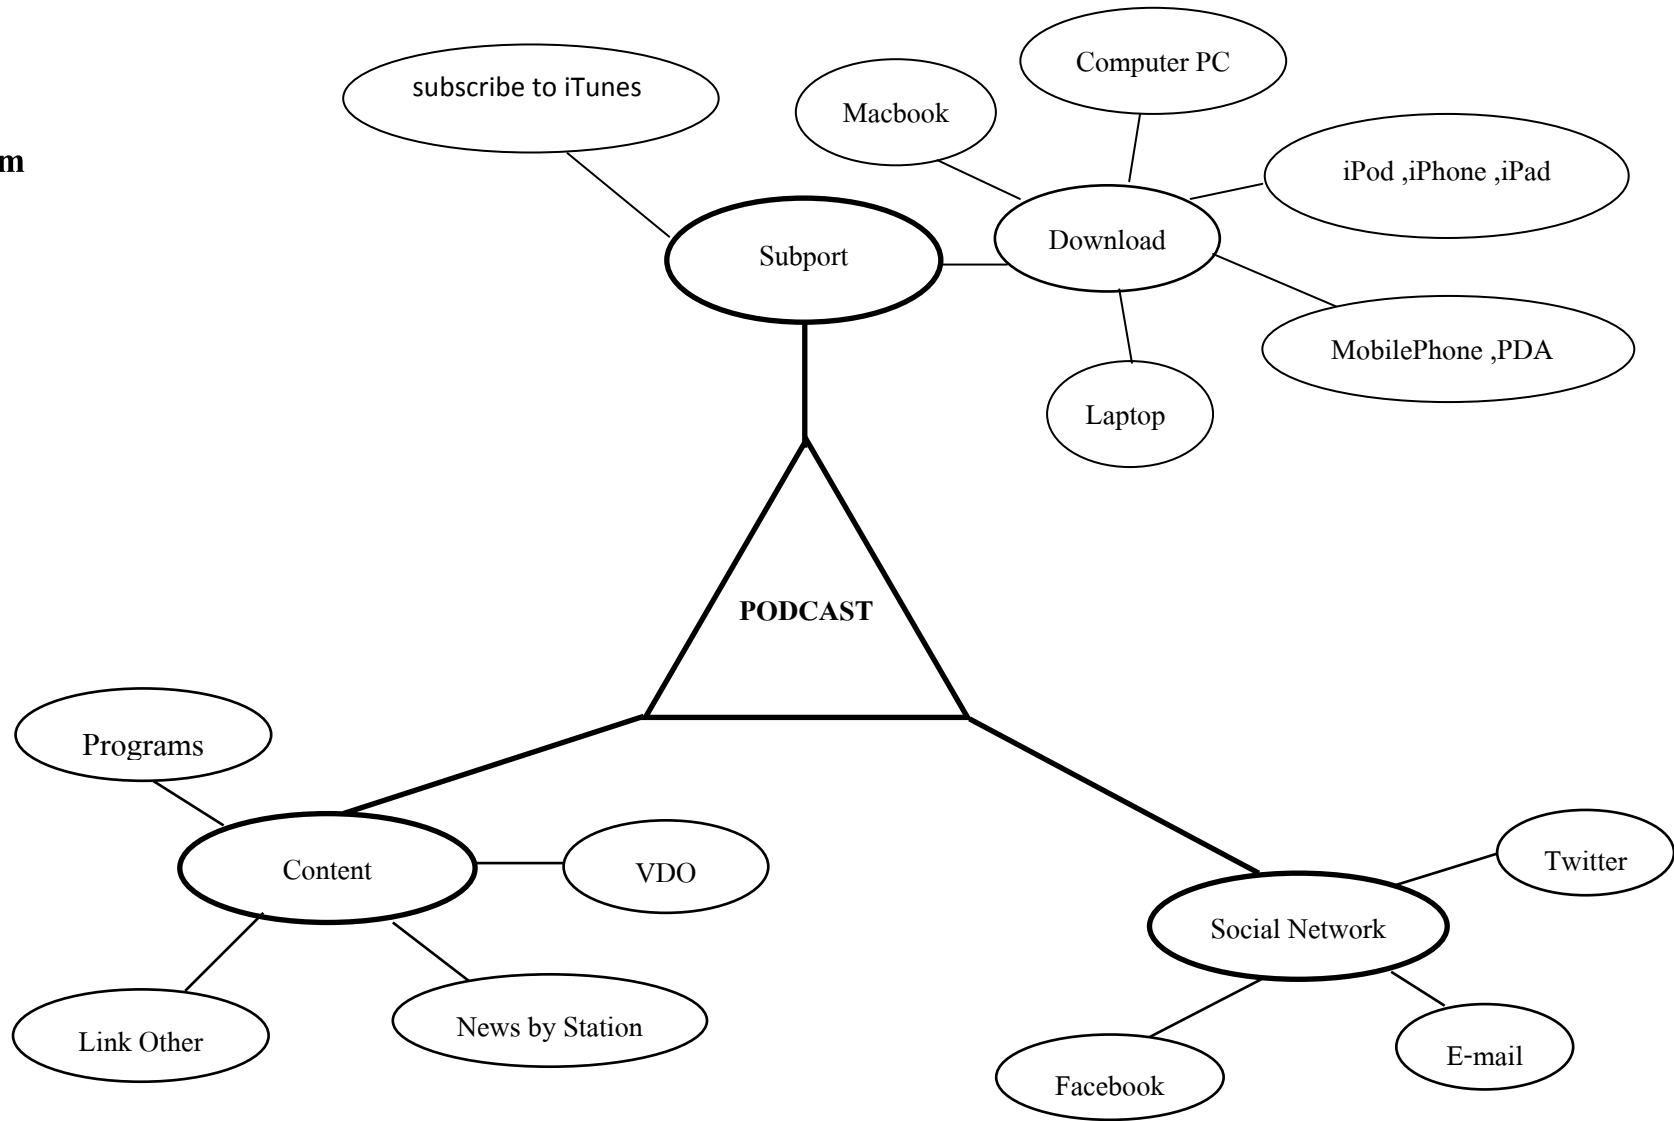 Computer PC
subscribe to iTunes
Macbook
m
iPod ,iPhone ,iPad
Download
Subport
MobilePhone ,PDA
Laptop
PODCAST
Programs
Content
VDO
Twitter
Social Network
News by Station
Link Other
E-mail
Facebook